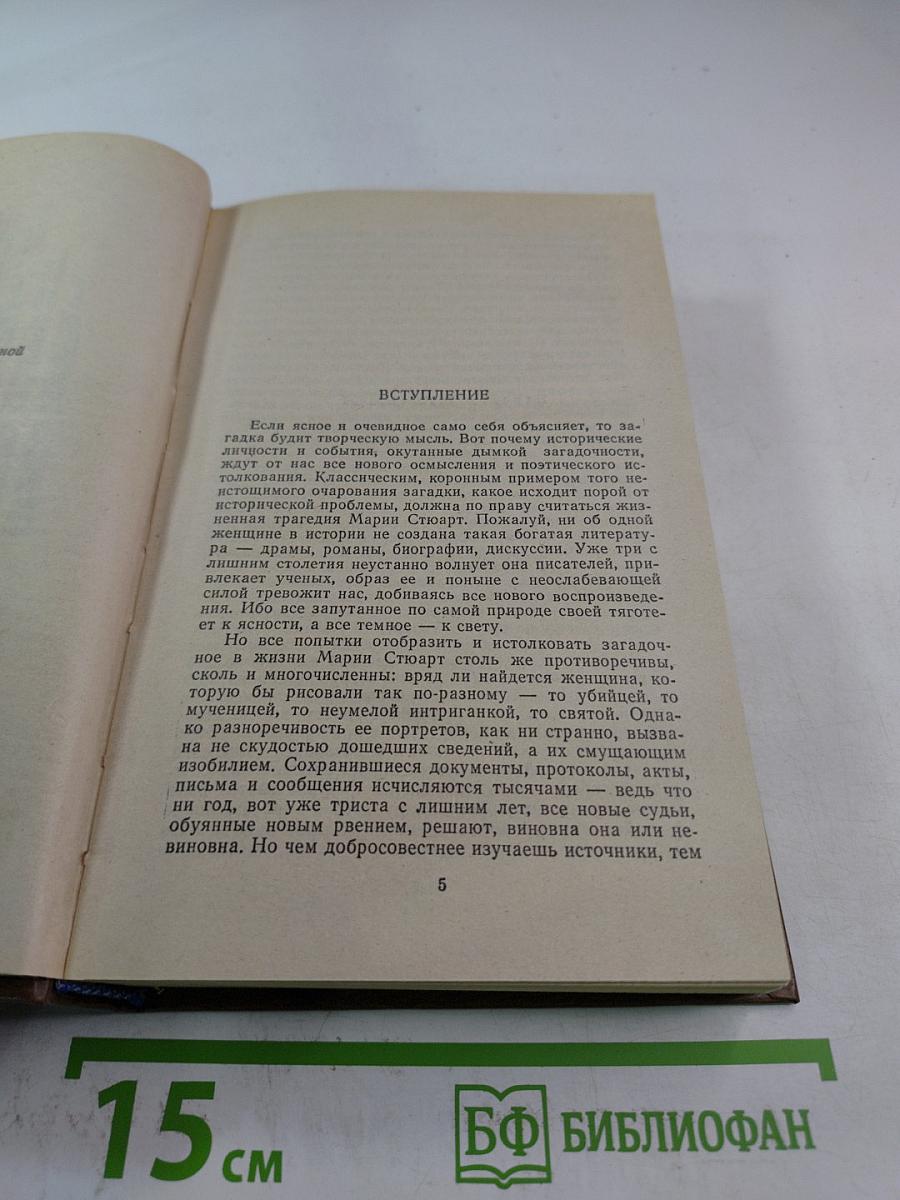 ной
ВСТУПЛЕНИЕ
Если ясное и очевидное само себя объясняет, то за-
гадка будит творческую мысль. Вот почему исторические
личности и события, окутанные дымкой загадочности,
ждут от нас все нового осмысления и поэтического ис-
толкования. Классическим, коронным примером того не-
истощимого очарования загадки, какое исходит порой от
исторической проблемы, должна по праву считаться жиз-
ненная трагедия Марии Стюарт. Пожалуй, ни об одной
женщине в истории не создана такая богатая литерату-
ра — драмы, романы, биографии, дискуссии. Уже три с
лишним столетия неустанно волнует она писателей, при-
влекает ученых, образ ее и поныне с неослабевающей
силой тревожит нас, добиваясь все нового воспроизведе-
ния. Ибо все запутанное по самой природе своей тяготе-
ет к ясности, а все темное — к свету.
Но все попытки отобразить и истолковать загадоч-
ное в жизни Марии Стюарт столь же противоречивы,
сколь и многочисленны: вряд ли найдется женщина, ко-
торую бы рисовали так по-разному — то убийцей, то
мученицей, то неумелой интриганкой, то святой. Одна-
ко разноречивость ее портретов, как ни странно, вызва-
на не скудостью дошедших сведений, а их смущающим
изобилием. Сохранившиеся документы, протоколы, акты,
письма и сообщения исчисляются тысячами — ведь что
ни год, вот уже триста с лишним лет, все новые судьи,
обуянные новым рвением, решают, виновна она или не-
виновна. Но чем добросовестнее изучаешь источники, тем
5
15 см
БФ БИБЛИОФАН